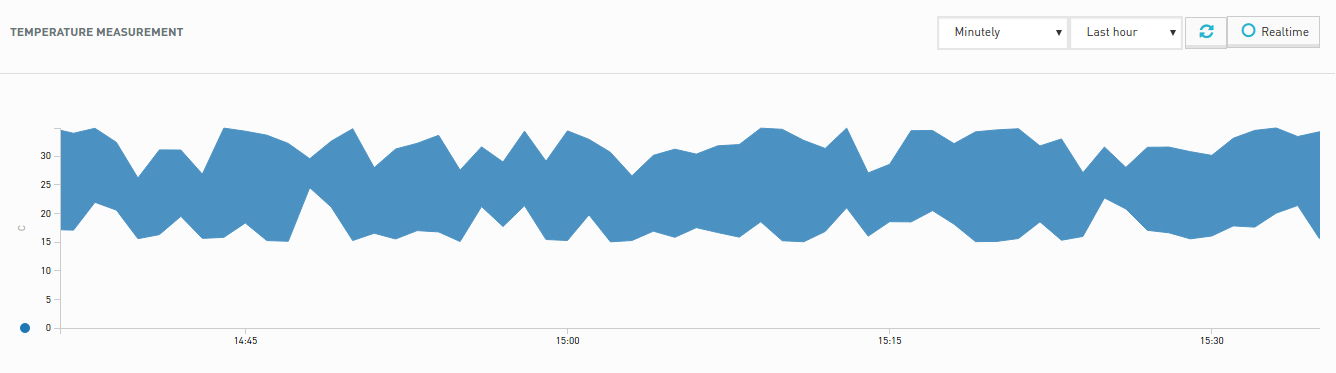 TEMPERATURE MEASUREMENT
Minutely
Last hour
Realtime
30
25
20
15
10
5
0
C
14:45
15:00
15:15
15:30